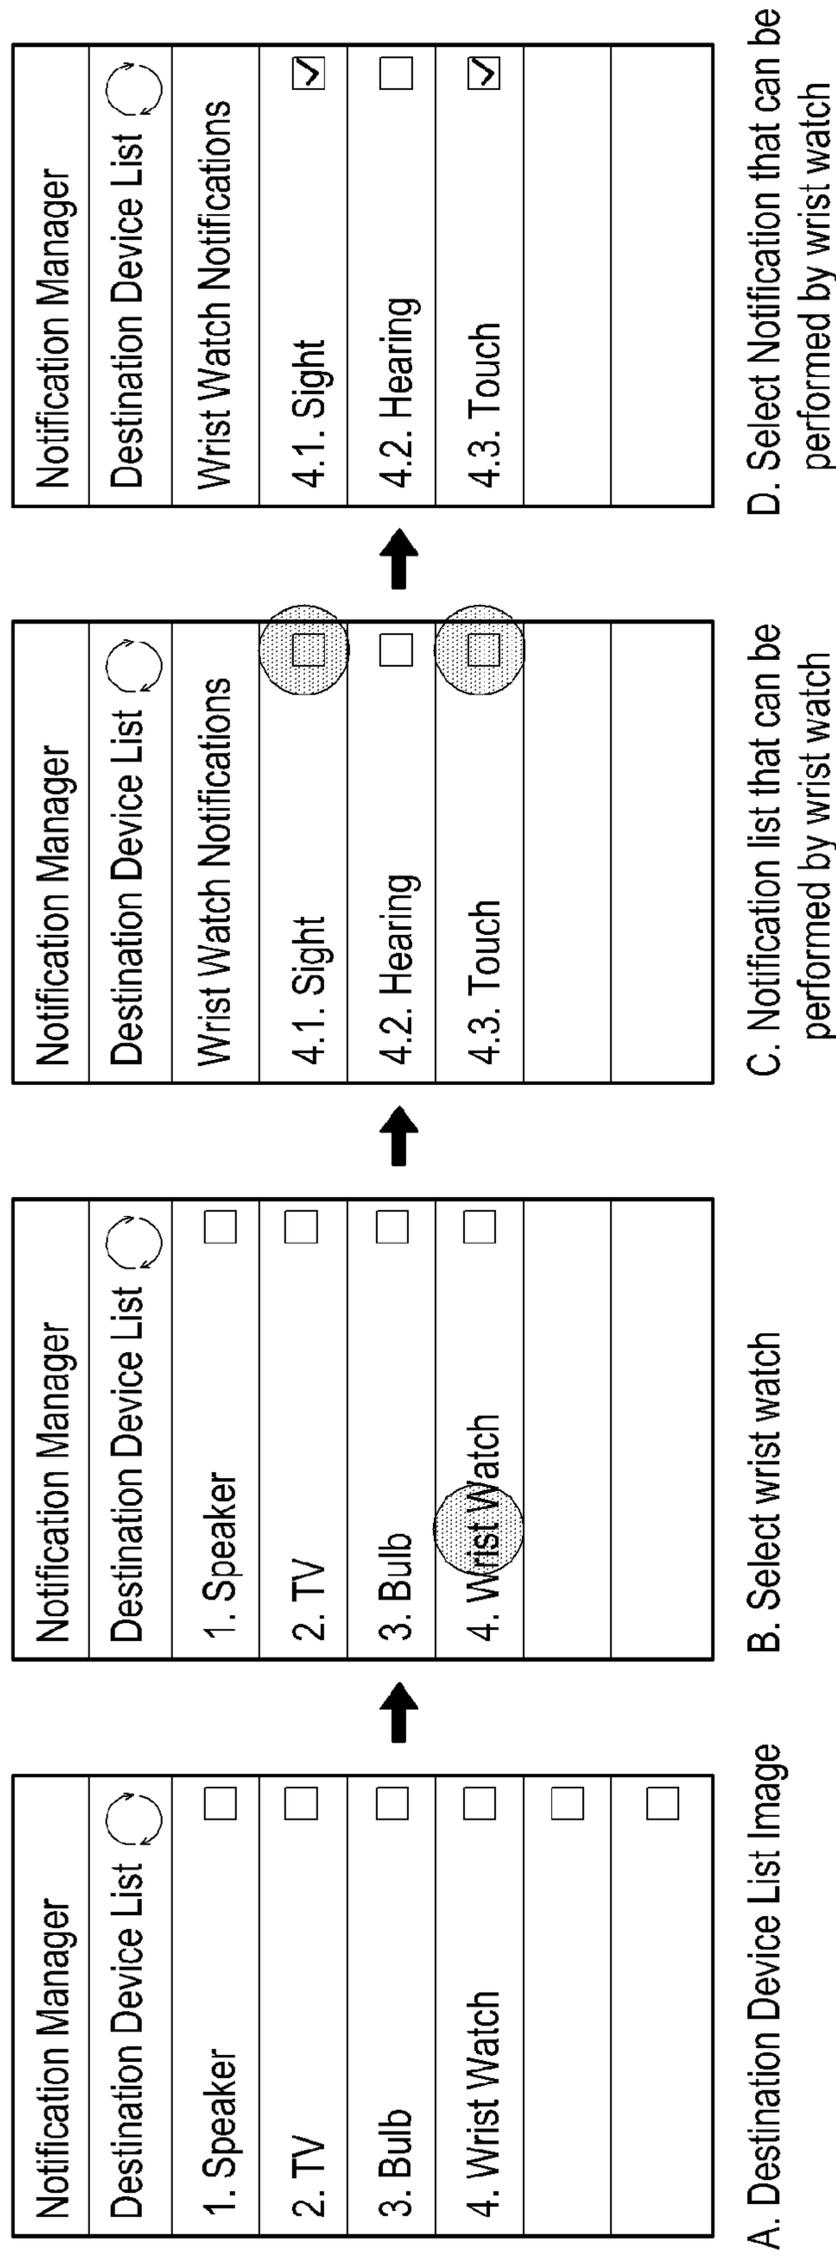 Notification Manager
Destination Device List
1. Speaker
2. TV
3. Bulb
4. Wrist Watch
A. Destination Device List Image
Notification Manager
Destination Device List
1. Speaker
2. TV
3. Bulb
4. Wrist Watch
B. Select wrist watch
Notification Manager
Destination Device List
Wrist Watch Notifications
4.1. Sight
4.2. Hearing
4.3. Touch
C. Notification list that can be
performed by wrist watch
Notification Manager
Destination Device List
Wrist Watch Notifications
4.1. Sight
4.2. Hearing
4.3. Touch
D. Select Notification that can be
performed by wrist watch